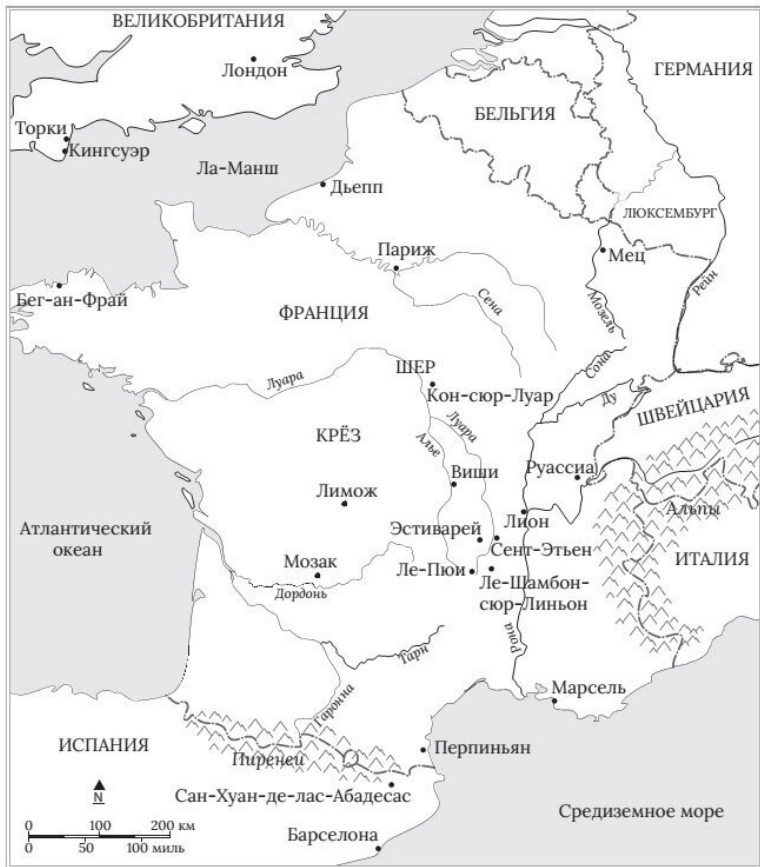 ВЕЛИКОБРИТАНИЯ
Лондон
ГЕРМАНИЯ
БЕЛЬГИЯ
Торки
Кингсуэр
Ла-Манш
Дьепп
ЛЮКСЕМБУРГ
Париж
Мец
Рейн
Бег-ан-Фрай
Сена
Мозель
ФРАНЦИЯ
Сона
ШЕР
Луара
Кон-сюр-Луар
Ду
ШВЕЙЦАРИЯ
Луара
КРЁЗ
Алье
Виши
Руассиа
Лимож
Альпы
Лион
Атлантический
океан
Эстиварей
Сент-Этьен
ИТАЛИЯ
Мозак
Ле-Пюи
Ле-Шамбон-
сюр-Линьон
Дордонь
Рона
Тарн
Марсель
Гаронна
ИСПАНИЯ
Перпиньян
Пиренеи
N
Сан-Хуан-де-лас-Абадесас
Средиземное море
0 100 200 км
0 50 100 миль
Барселона